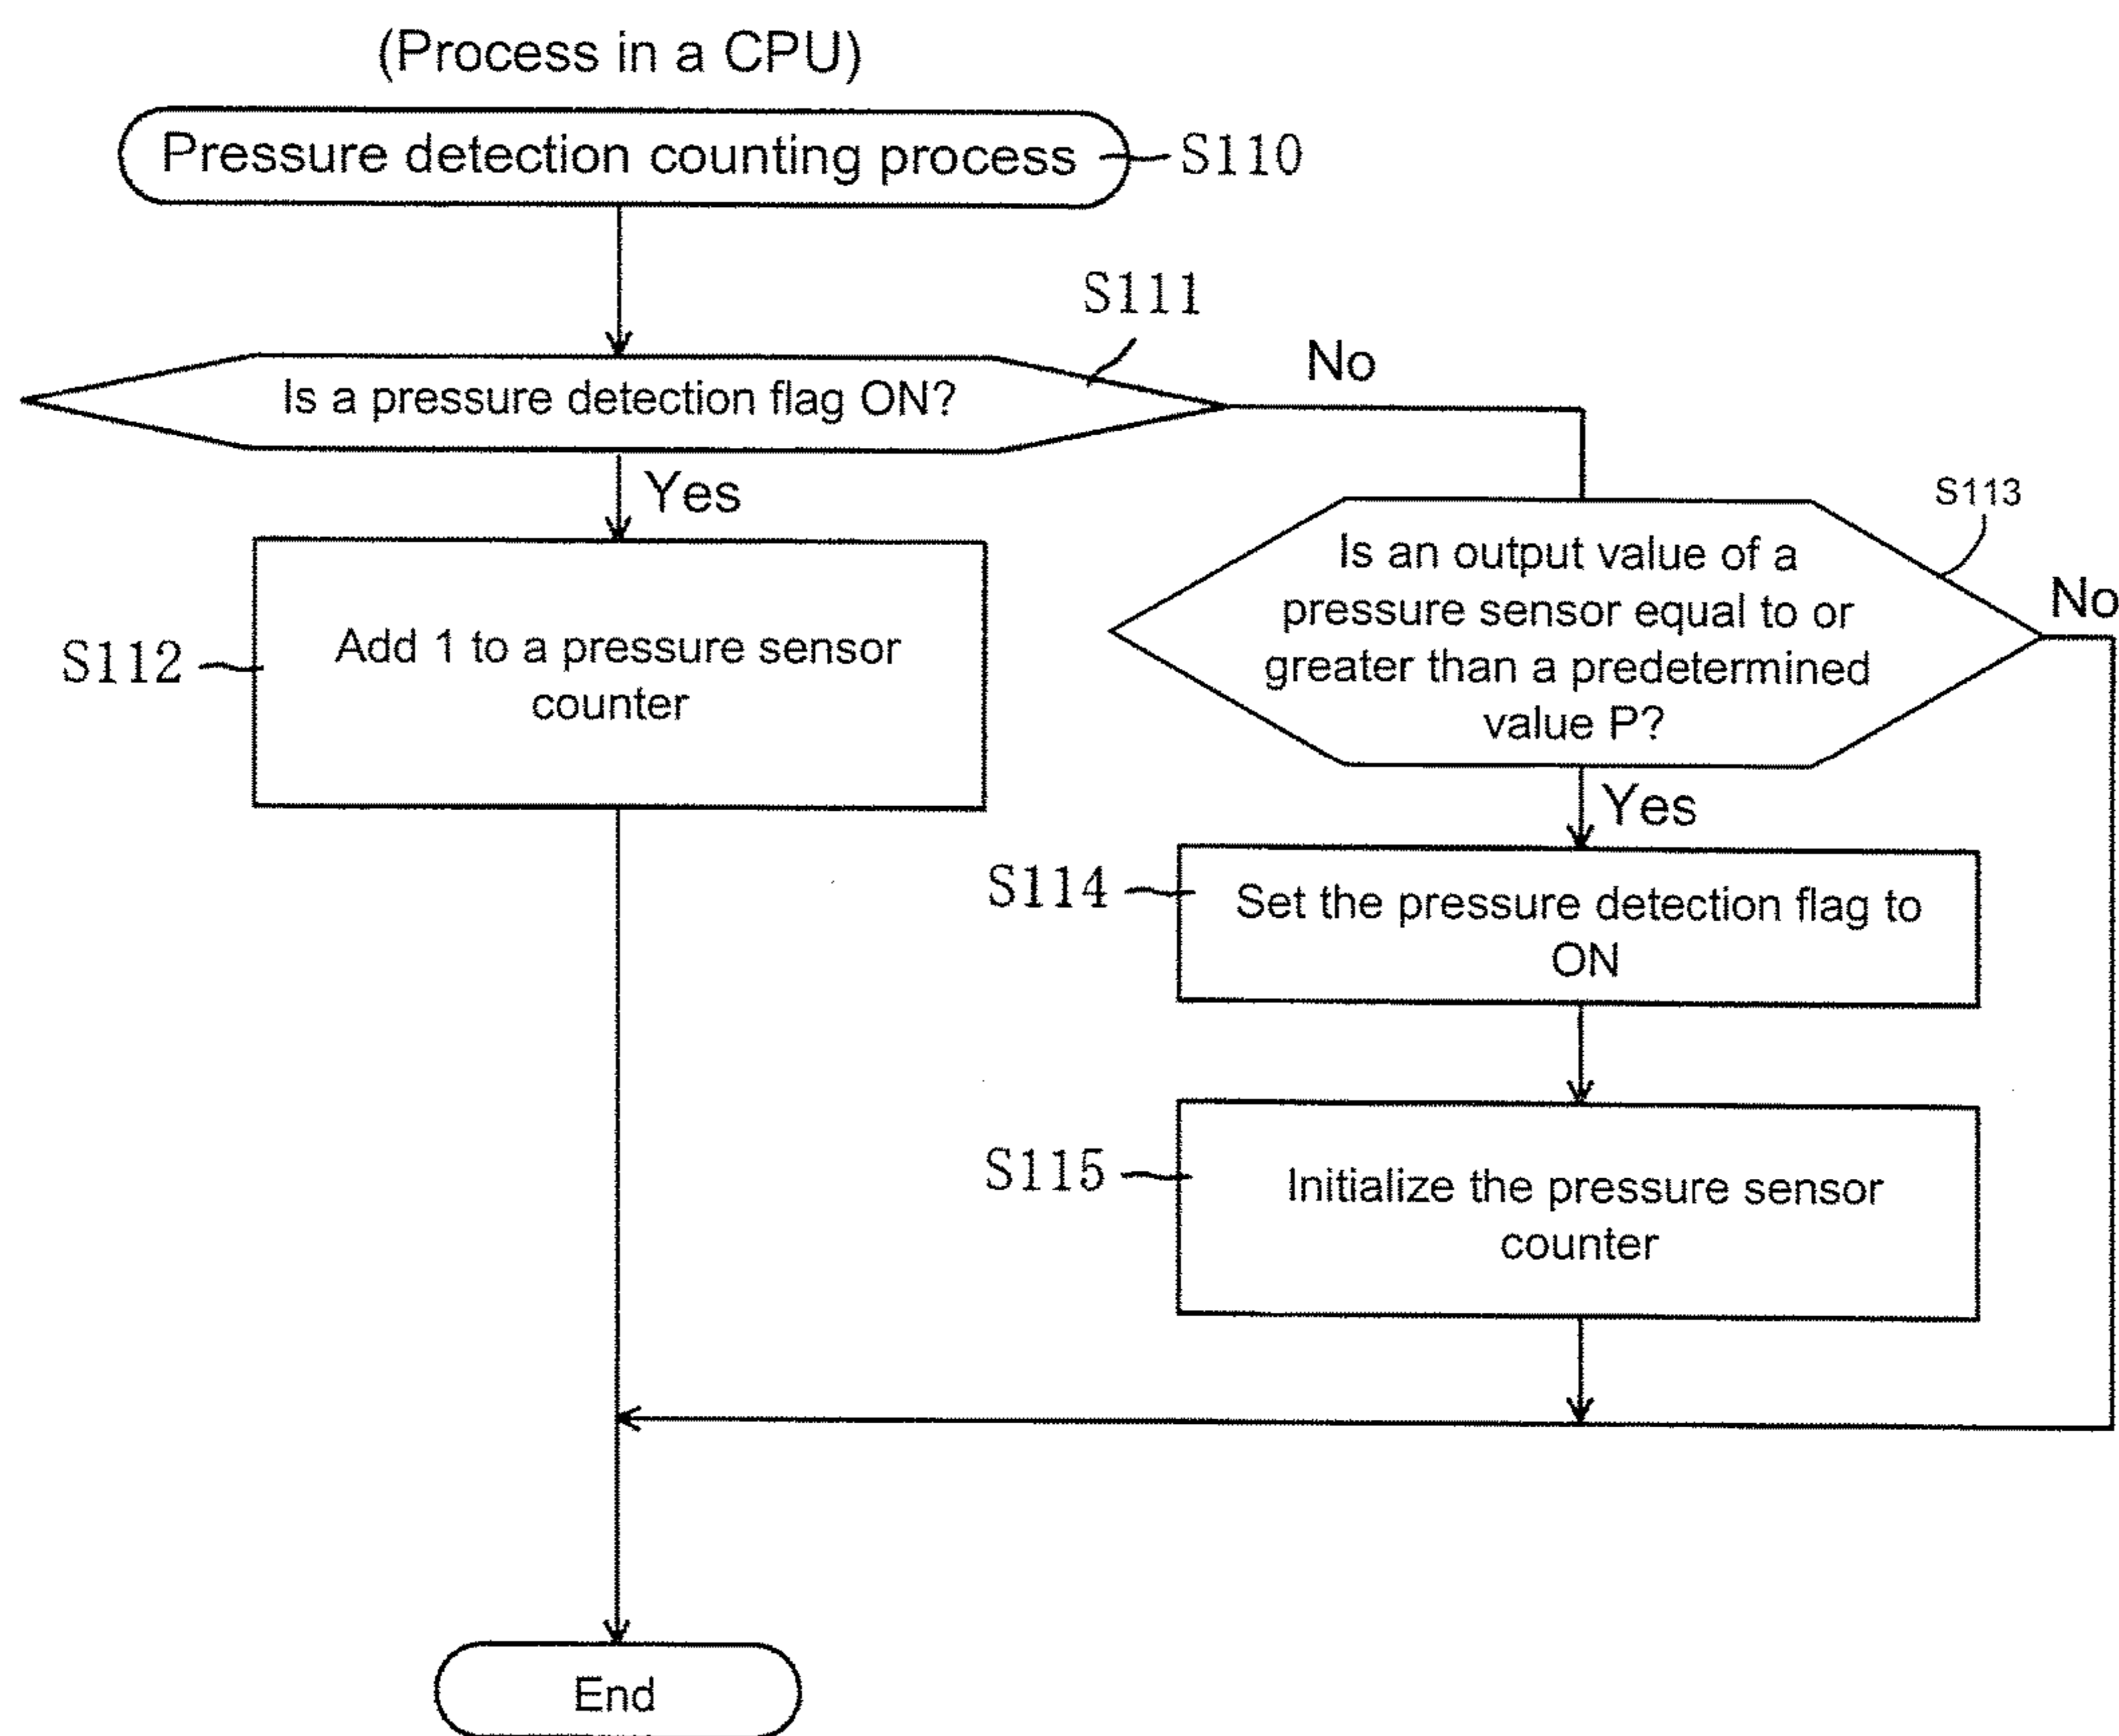 (Process in a CPU)
Pressure detection counting process
S110
S111
Is a pressure detection flag ON?
No
Yes
S113
Is an output value of a
pressure sensor equal to or
greater than a predetermined
value P?
No
S112
Add 1 to a pressure sensor
counter
Yes
S114
Set the pressure detection flag to
ON
S115
Initialize the pressure sensor
counter
End